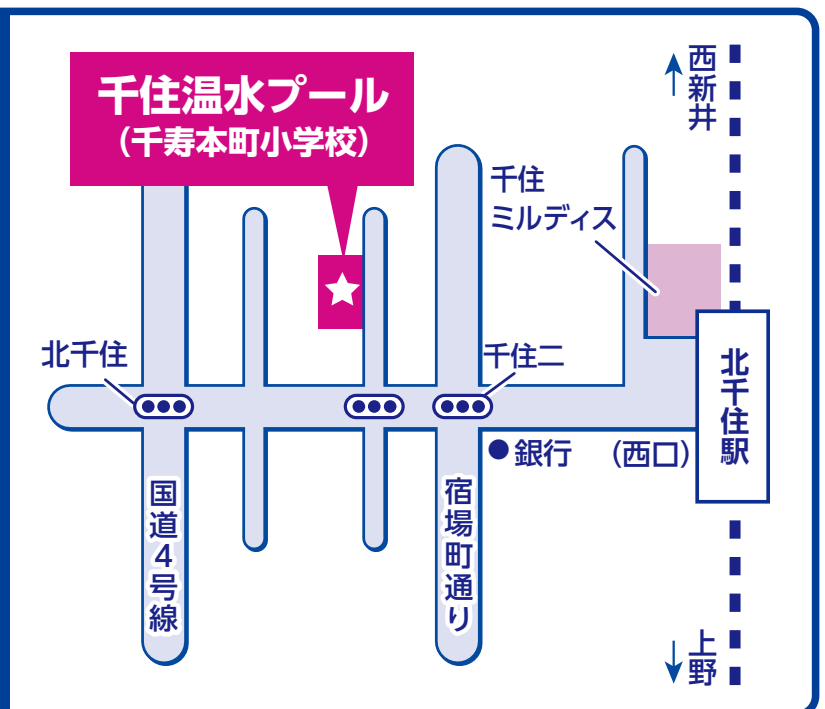 千住温水プール
(千寿本町小学校)
西新井
千住
ミルディス
北千住
千住二
北千住駅
銀行
(西口)
国道4号線
宿場町通り
上野